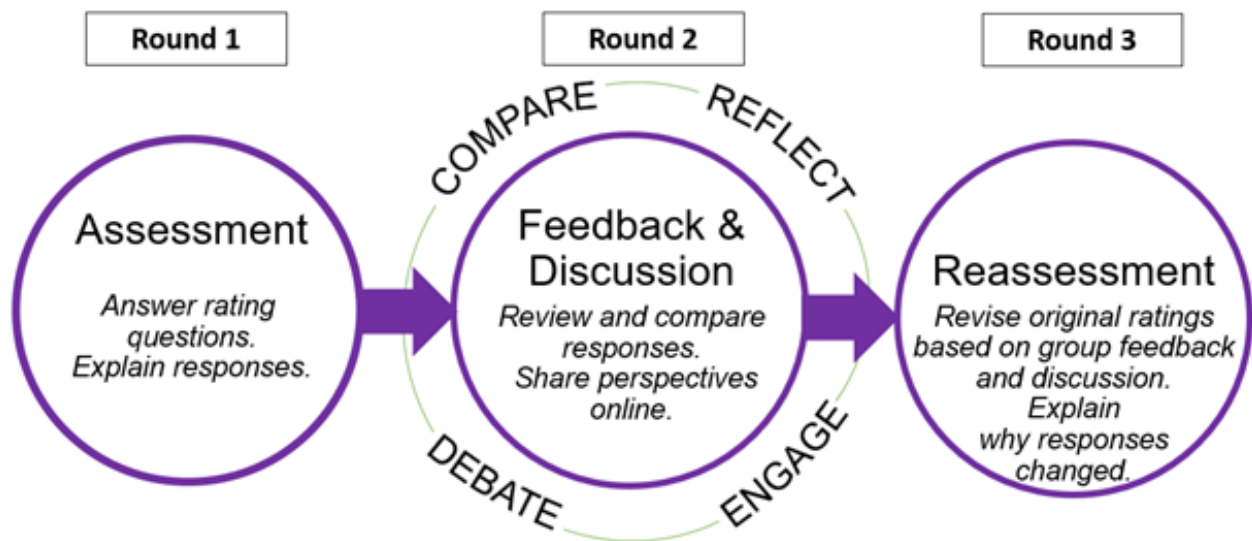 Round 1
Round 2
Round 3
Assessment
Answer rating
questions.
Explain responses.
COMPARE
REFLECT
Feedback &
Discussion
Review and compare
responses.
Share perspectives
online.
DEBATE
ENGAGE
Reassessment
Revise original ratings
based on group feedback
and discussion.
Explain
why responses
changed.